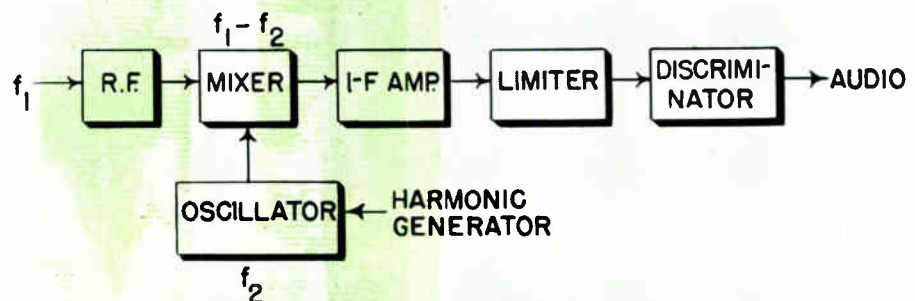 f₁ – f₂
f₁
R.F.
MIXER
I-F AMP.
LIMITER
DISCRIMI-
NATOR
AUDIO
OSCILLATOR
HARMONIC
GENERATOR
f₂